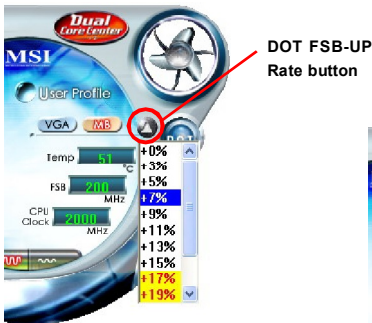 Dual
Core Center
MSI
User Profile
VGA
MB
DOT FSB-UP
Rate button
DOT
Temp 51 °C
FSB 200 MHz
CPU Clock 2000 MHz
+0%
+3%
+5%
+7%
+9%
+11%
+13%
+15%
+17%
+19%